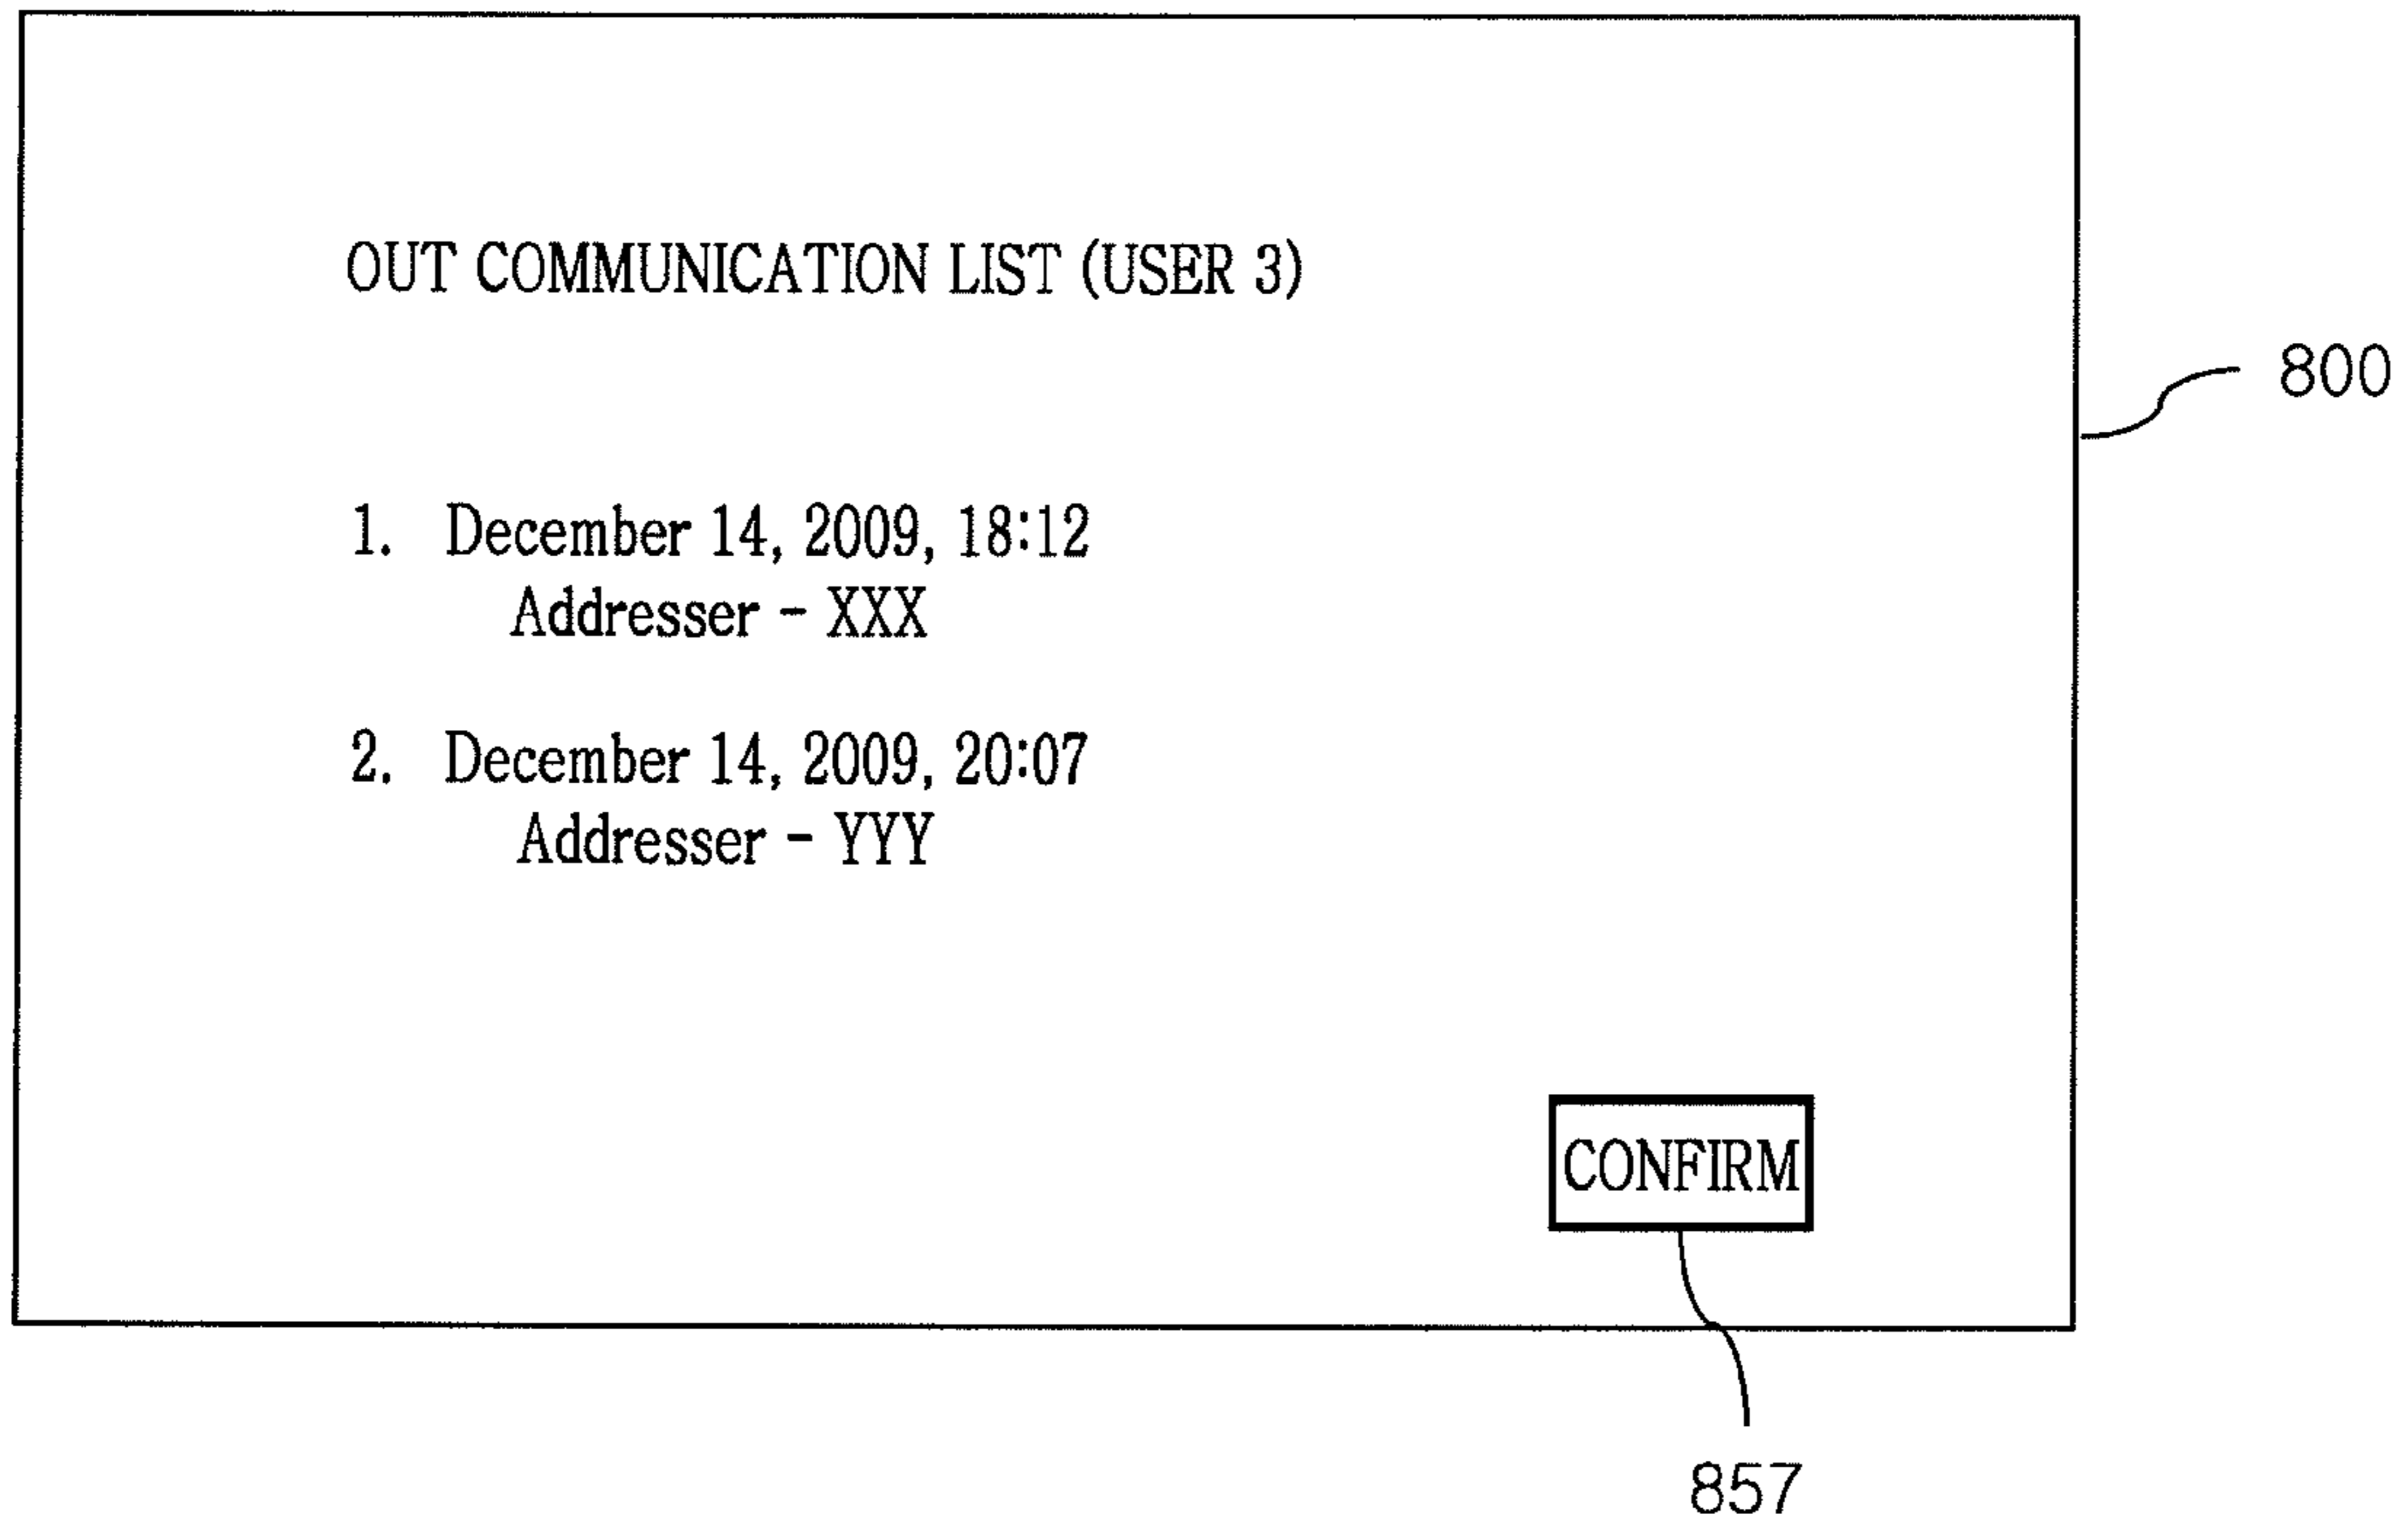 OUT COMMUNICATION LIST (USER 3)
800
1. December 14, 2009, 18:12
Addresser - XXX
2. December 14, 2009, 20:07
Addresser - YYY
CONFIRM
857